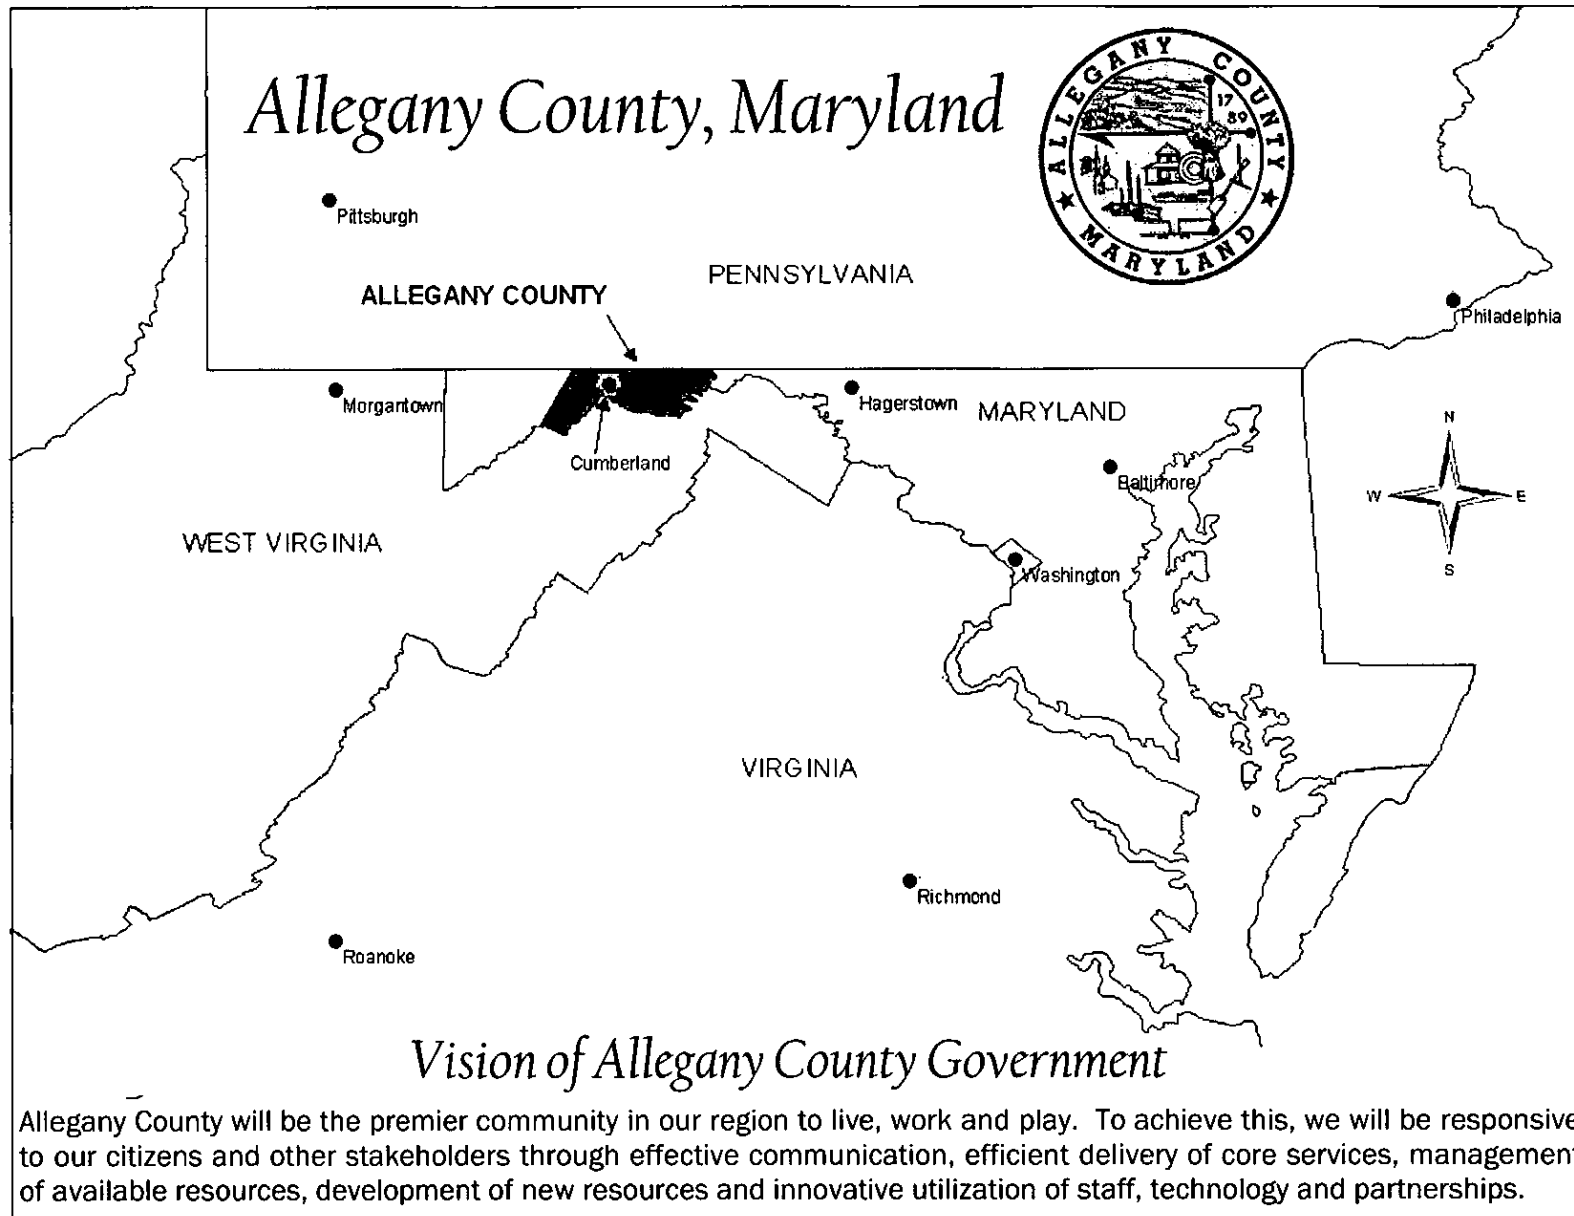 Allegany County, Maryland
ALLEGANY COUNTY
17
89
★ MARYLAND ★
Pittsburgh
PENNSYLVANIA
ALLEGANY COUNTY
Philadelphia
Morgantown
Hagerstown
MARYLAND
Cumberland
Baltimore
N
W
E
S
WEST VIRGINIA
Washington
VIRGINIA
Richmond
Roanoke
Vision of Allegany County Government
Allegany County will be the premier community in our region to live, work and play. To achieve this, we will be responsive
to our citizens and other stakeholders through effective communication, efficient delivery of core services, management
of available resources, development of new resources and innovative utilization of staff, technology and partnerships.